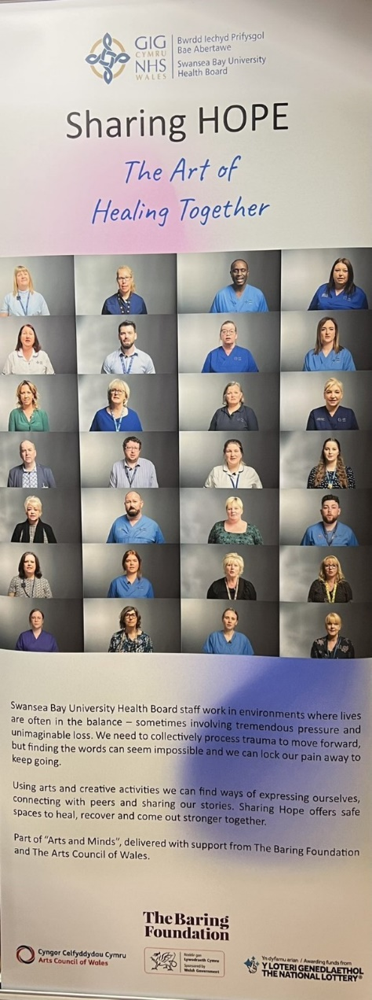 GIG
CYMRU
NHS
WALES
Bwrdd Iechyd Prifysgol
Bae Abertawe
Swansea Bay University
Health Board
Sharing HOPE
The Art of
Healing Together
Swansea Bay University Health Board staff work in environments where lives
are often in the balance – sometimes involving tremendous pressure and
unimaginable loss. We need to collectively process trauma to move forward,
but finding the words can seem impossible and we can lock our pain away to
keep going.
Using arts and creative activities we can find ways of expressing ourselves,
connecting with peers and sharing our stories. Sharing Hope offers safe
spaces to heal, recover and come out stronger together.
Part of “Arts and Minds”, delivered with support from The Baring Foundation
and The Arts Council of Wales.
The Baring
Foundation
Cyngor Celfyddydau Cymru
Arts Council of Wales
Noddir gan
Lywodraeth Cymru
Sponsored by
Welsh Government
Yn dyfarnu arian / Awarding funds from
Y LOTERI GENEDLAETHOL
THE NATIONAL LOTTERY®